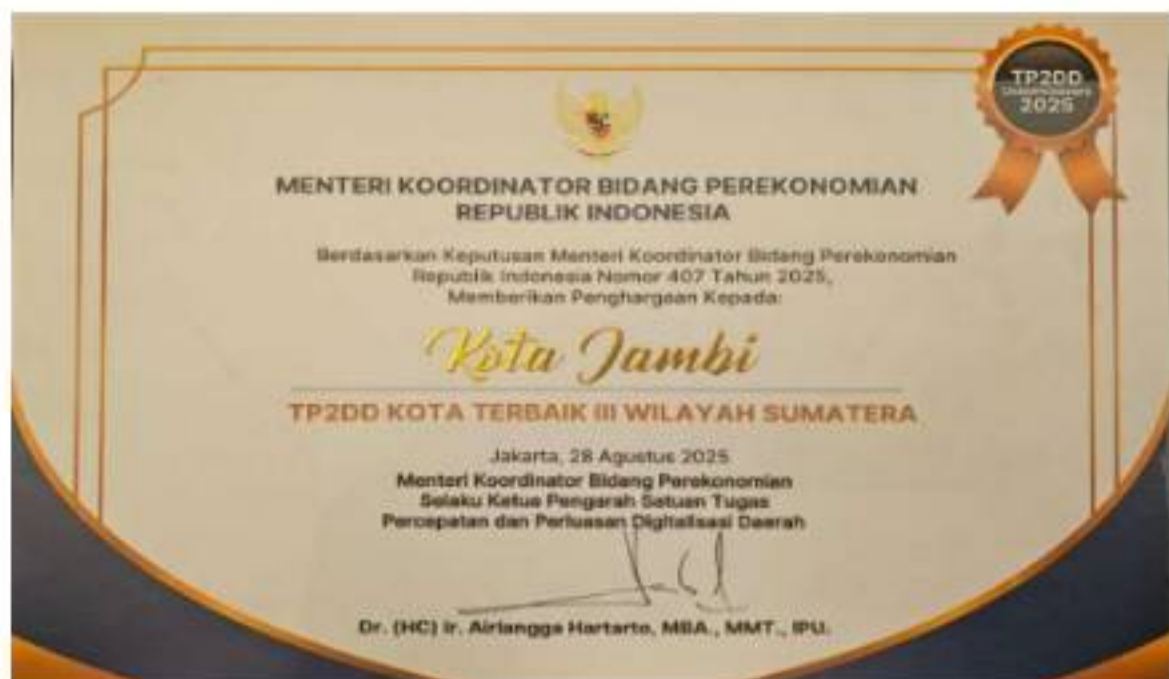 TP2DD
CHAMPIONSHIP
2025
MENTERI KOORDINATOR BIDANG PEREKONOMIAN
REPUBLIK INDONESIA
Berdasarkan Keputusan Menteri Koordinator Bidang Perekonomian
Republik Indonesia Nomor 407 Tahun 2025,
Memberikan Penghargaan Kepada:
Kota Jambi
TP2DD KOTA TERBAIK III WILAYAH SUMATERA
Jakarta, 28 Agustus 2025
Menteri Koordinator Bidang Perekonomian
Selaku Ketua Pengarah Satuan Tugas
Percepatan dan Perluasan Digitalisasi Daerah
Dr. (HC) Ir. Airlangga Hartarto, MBA., MMT., IPU.